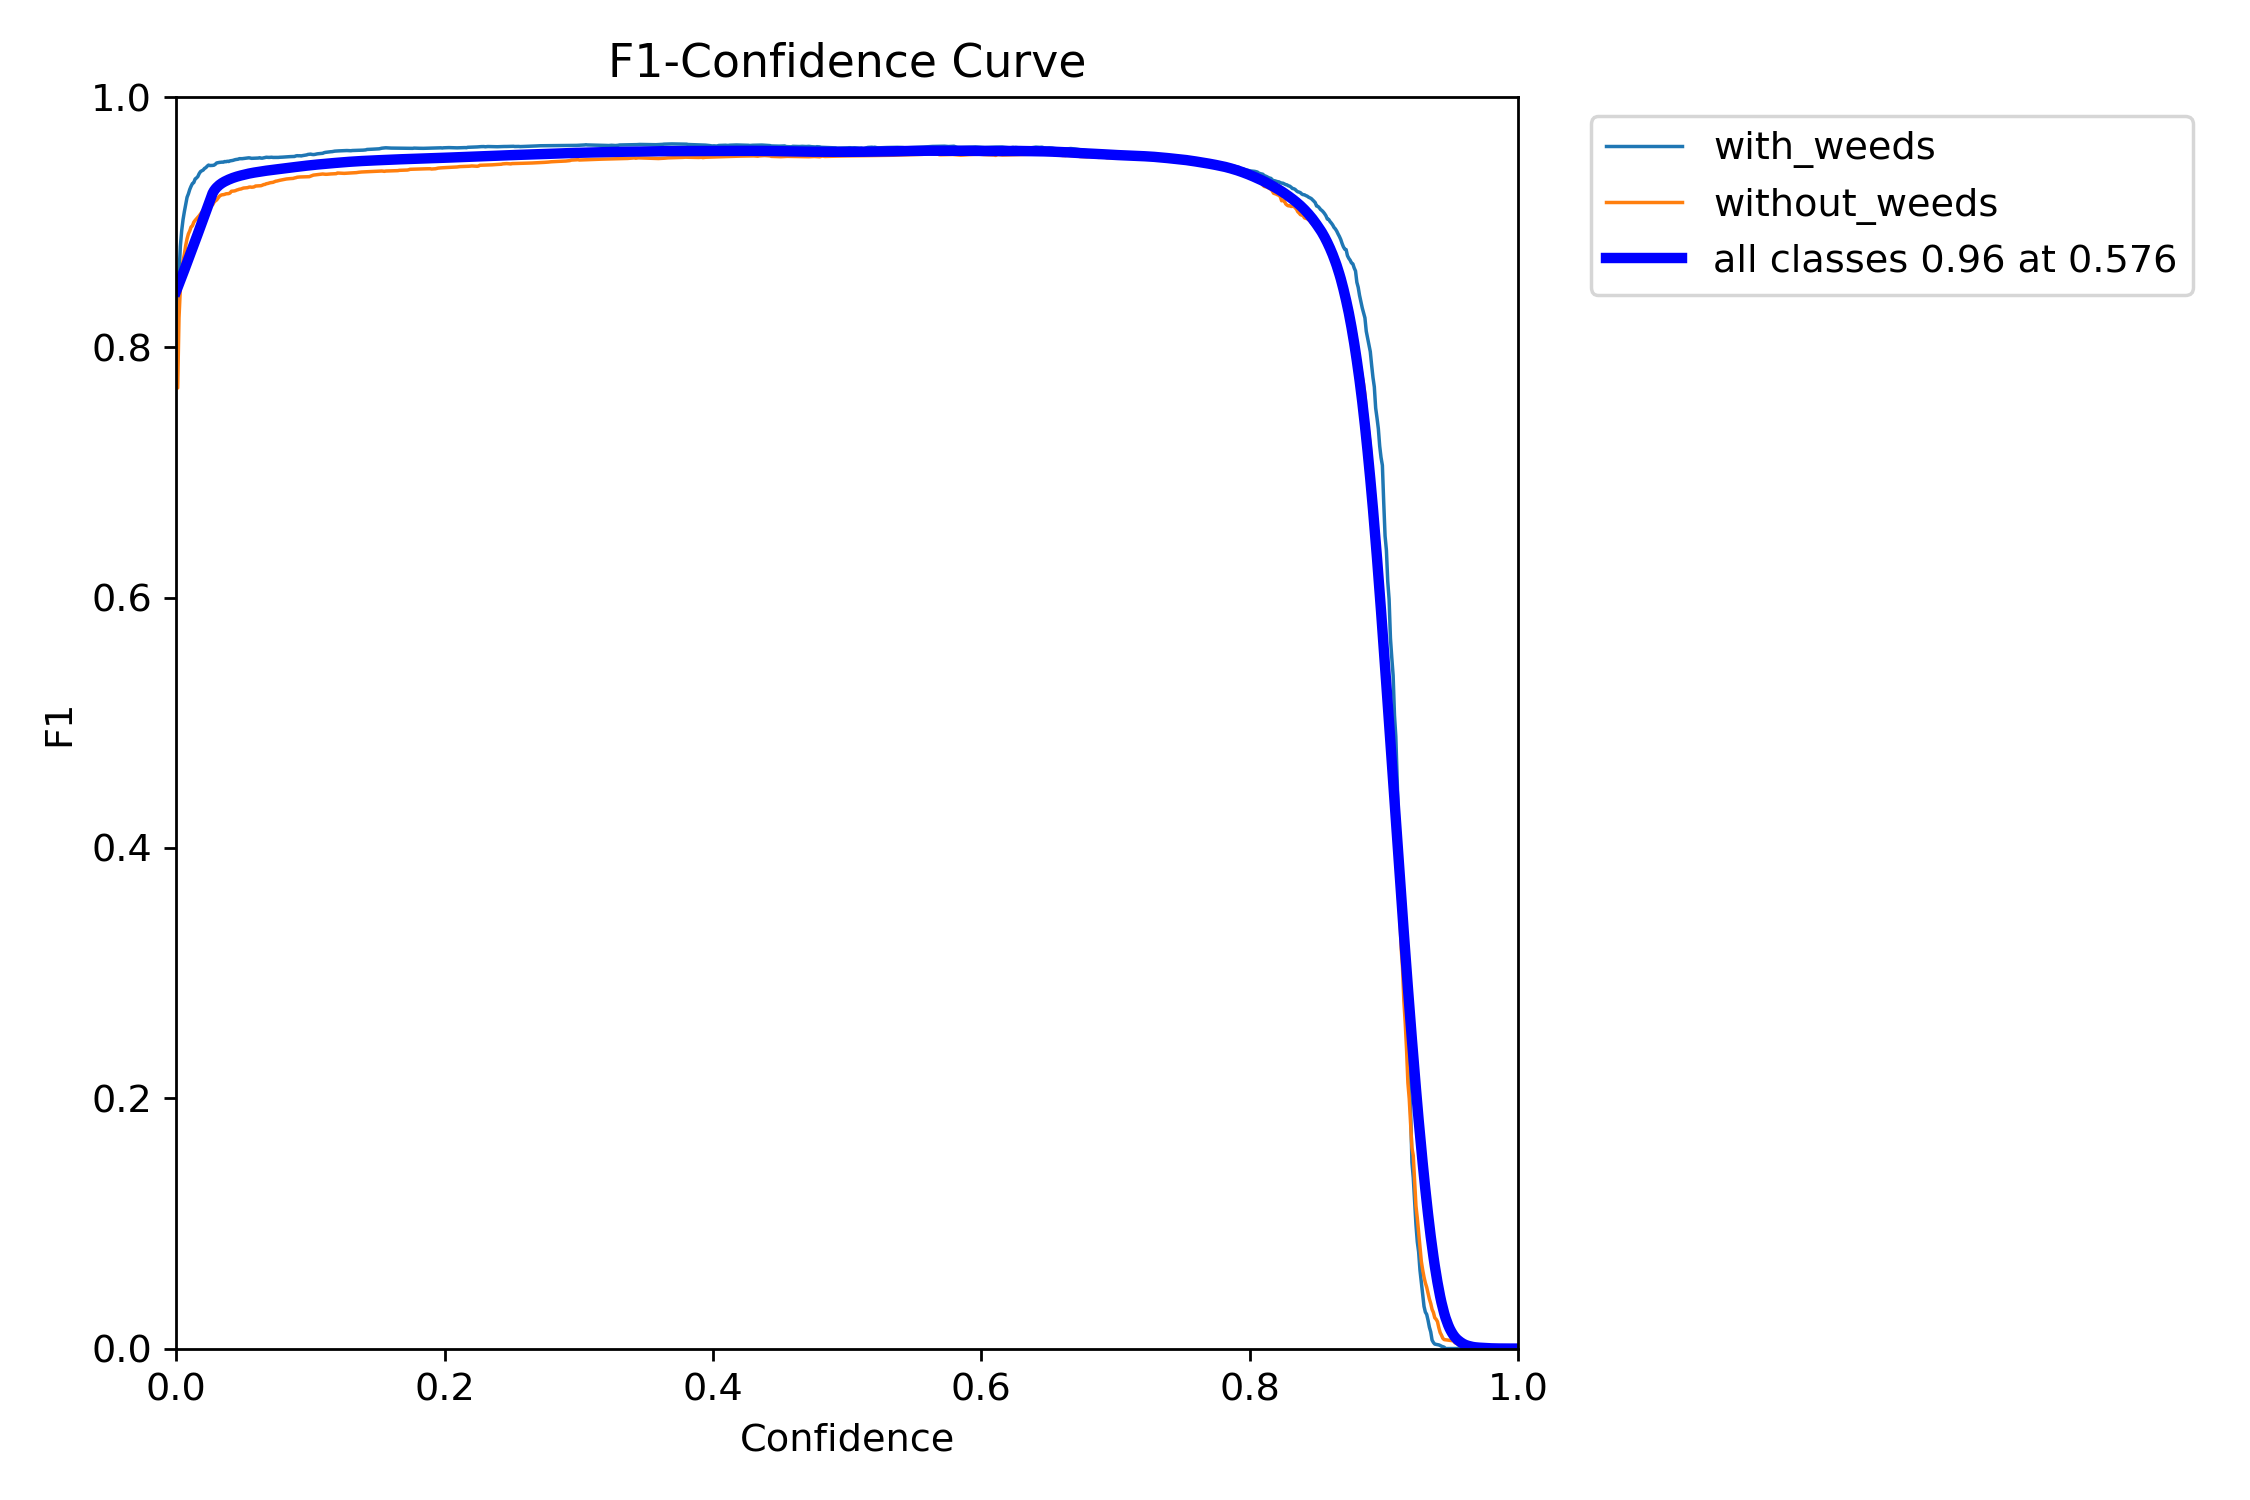 F1-Confidence Curve
with_weeds
without_weeds
all classes 0.96 at 0.576
1.0
0.8
0.6
0.4
0.2
0.0
F1
0.0 0.2 0.4 0.6 0.8 1.0
Confidence